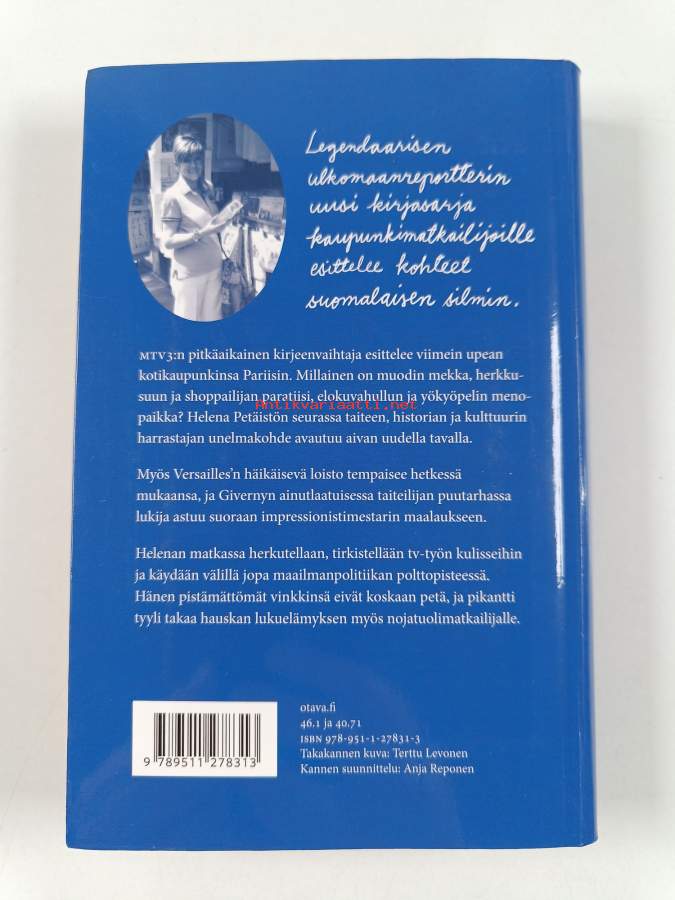 Legendaarisen
ulkomaanreportterin
uusi kirjasarja
kaupunkimatkailijoille
esittelee kohteet
suomalaisen silmin.
MTV3:n pitkäaikainen kirjeenvaihtaja esittelee viimein upean
kotikaupunkinsa Pariisin. Millainen on muodin mekka, herkku-
suun ja shoppailijan paratiisi, elokuvahullun ja yökyöpelin meno-
Antikvariaatti.net
paikka? Helena Petäistön seurassa taiteen, historian ja kulttuurin
harrastajan unelmakohde avautuu aivan uudella tavalla.
Myös Versailles'n häikäisevä loisto tempaisee hetkessä
mukaansa, ja Givernyn ainutlaatuisessa taiteilijan puutarhassa
lukija astuu suoraan impressionistimestarin maalaukseen.
Helenan matkassa herkutellaan, tirkistellään tv-työn kulisseihin
ja käydään välillä jopa maailmanpolitiikan polttopisteessä.
Hänen pistämättömät vinkkinsä eivät koskaan petä, ja pikantti
tyyli takaa hauskan lukuelämyksen myös nojatuolimatkailijalle.
otava.fi
46.1 ja 40.71
ISBN 978-951-1-27831-3
Takakannen kuva: Terttu Levonen
Kannen suunnittelu: Anja Reponen
9 789511 278313